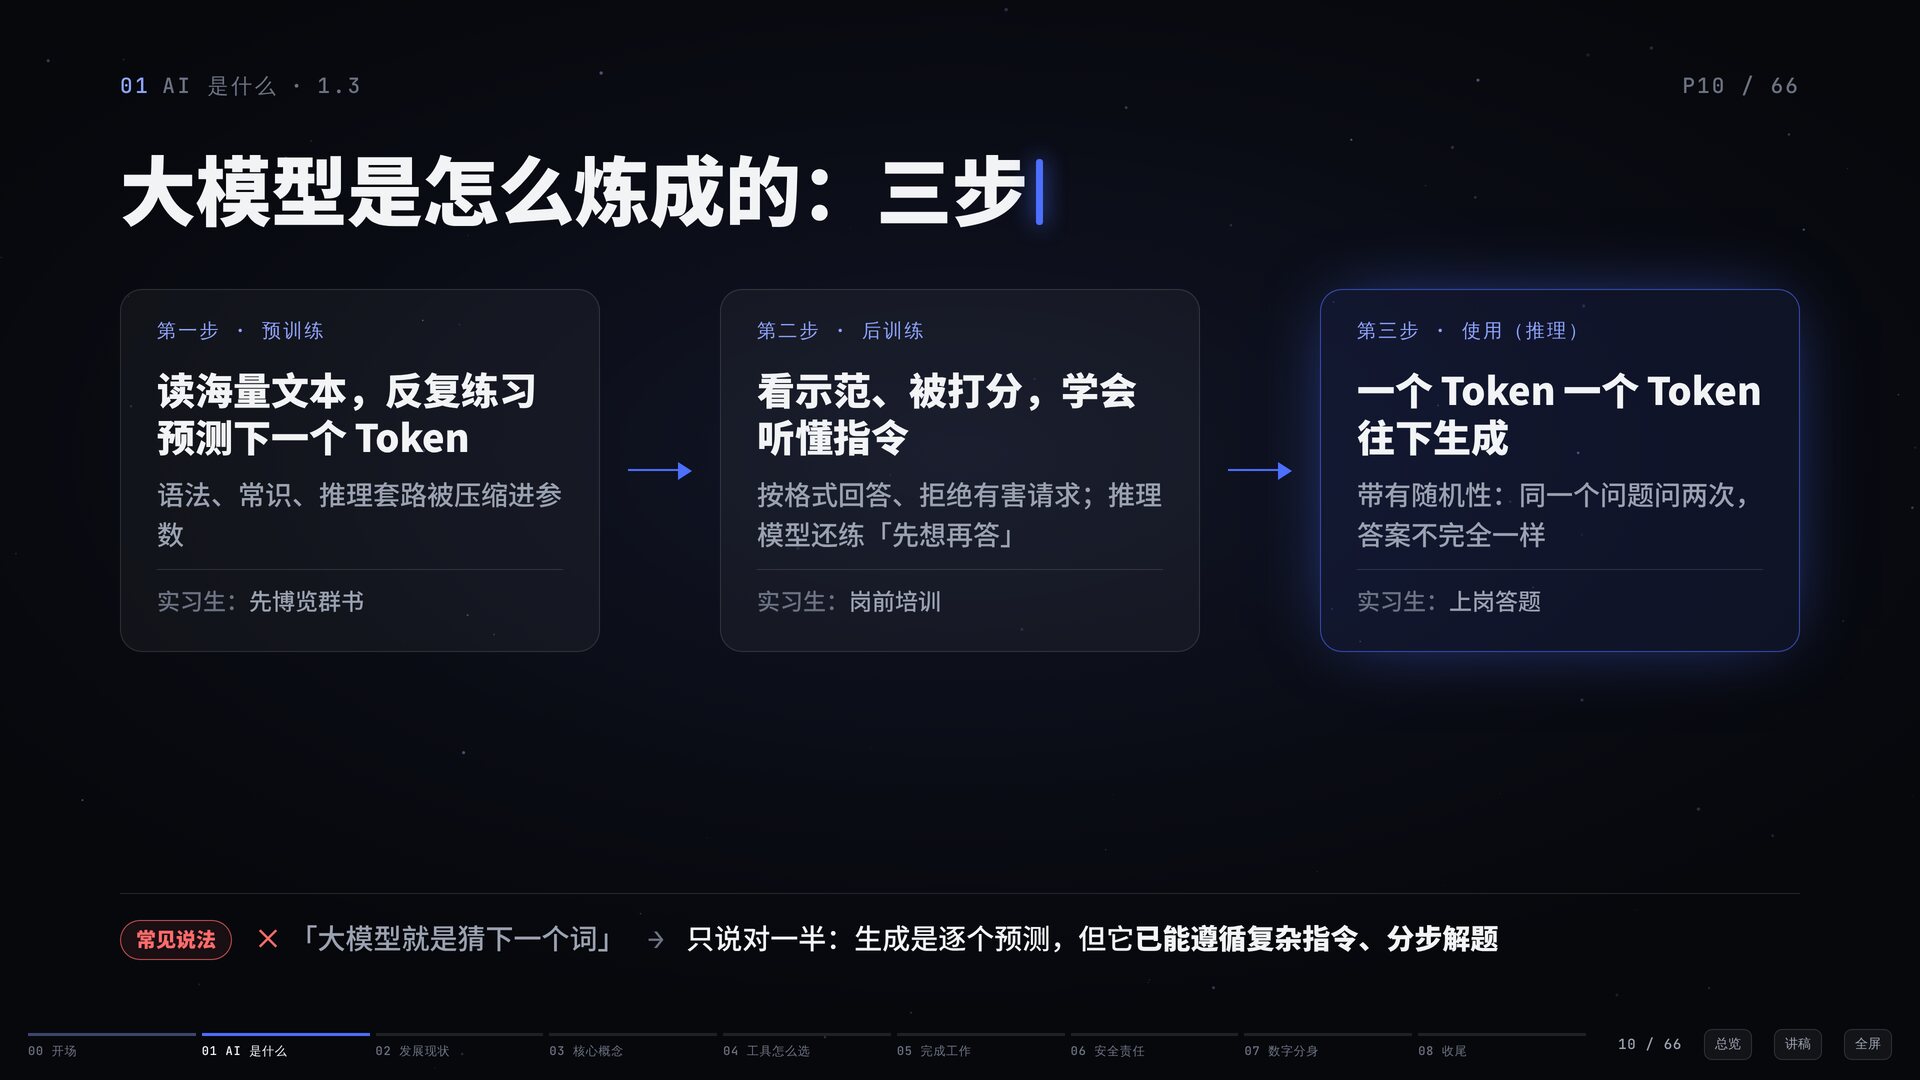 01 AI 是什么 · 1.3
P10 / 66
大模型是怎么炼成的：三步
第一步 · 预训练
读海量文本，反复练习
预测下一个 Token
语法、常识、推理套路被压缩进参
数
实习生：先博览群书
第二步 · 后训练
看示范、被打分，学会
听懂指令
按格式回答、拒绝有害请求；推理
模型还练「先想再答」
实习生：岗前培训
第三步 · 使用（推理）
一个 Token 一个 Token
往下生成
带有随机性：同一个问题问两次，
答案不完全一样
实习生：上岗答题
常见说法 ✕ 「大模型就是猜下一个词」 → 只说对一半：生成是逐个预测，但它已能遵循复杂指令、分步解题
00 开场
01 AI 是什么
02 发展现状
03 核心概念
04 工具怎么选
05 完成工作
06 安全责任
07 数字分身
08 收尾
10 / 66
总览
讲稿
全屏